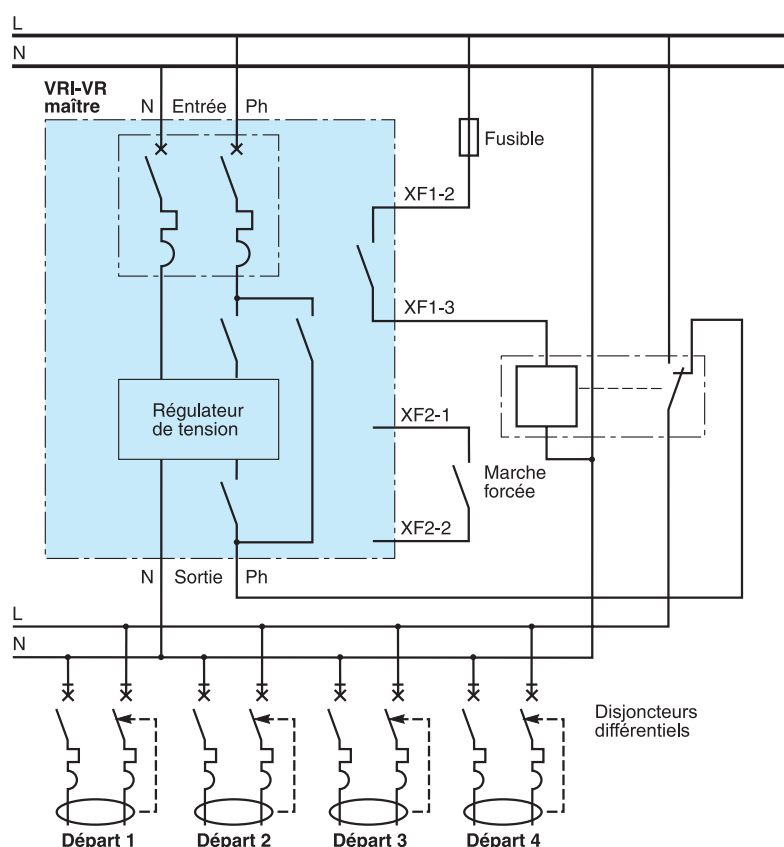 L
N
VRI-VR
maître
N Entrée Ph
Fusible
XF1-2
XF1-3
Régulateur
de tension
XF2-1
Marche
forcée
XF2-2
N Sortie Ph
L
N
Disjoncteurs
différentiels
Départ 1 Départ 2 Départ 3 Départ 4